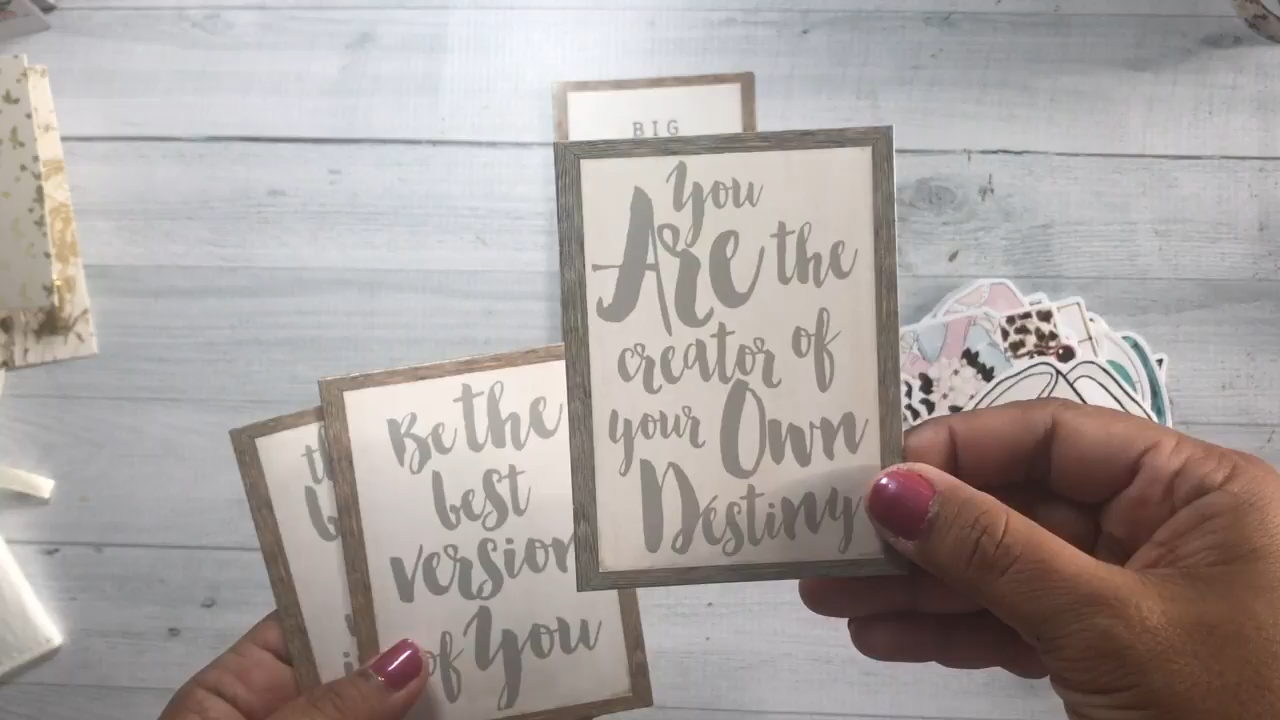 BIG
You
Are the
creator of
your Own
Destiny
Be the
best
version
of You